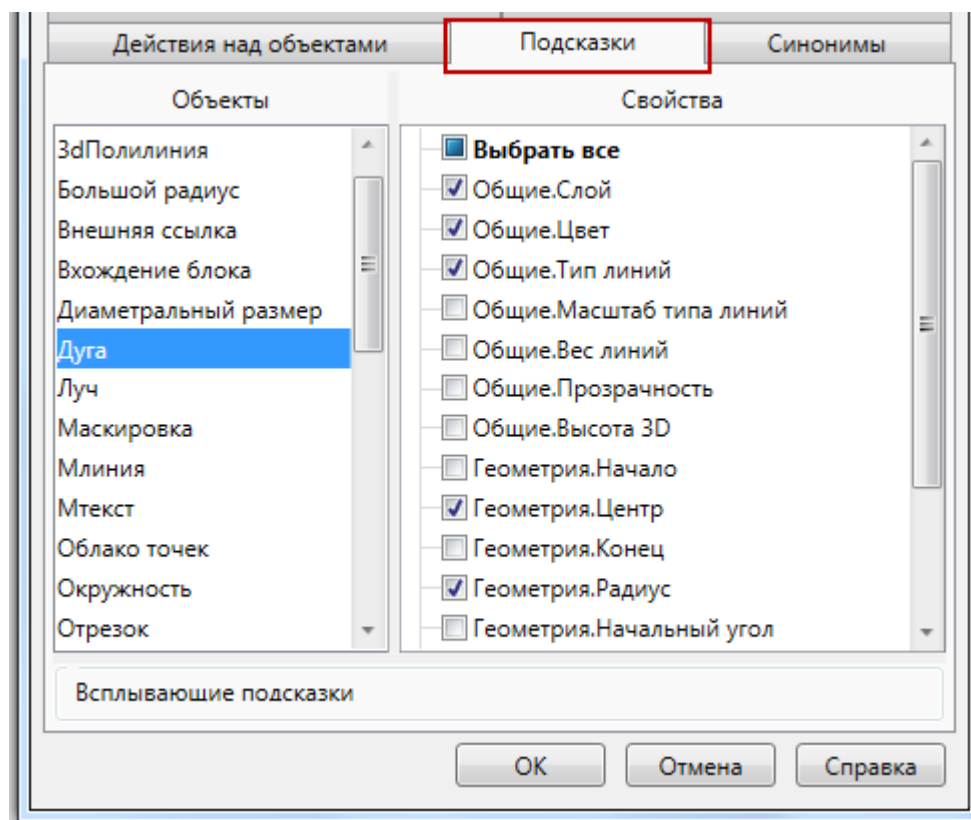 Действия над объектами Подсказки Синонимы
Объекты
3dПолилиния
Большой радиус
Внешняя ссылка
Вхождение блока
Диаметральный размер
Дуга
Луч
Маскировка
Млиния
Мтекст
Облако точек
Окружность
Отрезок
Свойства
Выбрать все
Общие.Слой
Общие.Цвет
Общие.Тип линий
Общие.Масштаб типа линий
Общие.Вес линий
Общие.Прозрачность
Общие.Высота 3D
Геометрия.Начало
Геометрия.Центр
Геометрия.Конец
Геометрия.Радиус
Геометрия.Начальный угол
Всплывающие подсказки
ОК Отмена Справка